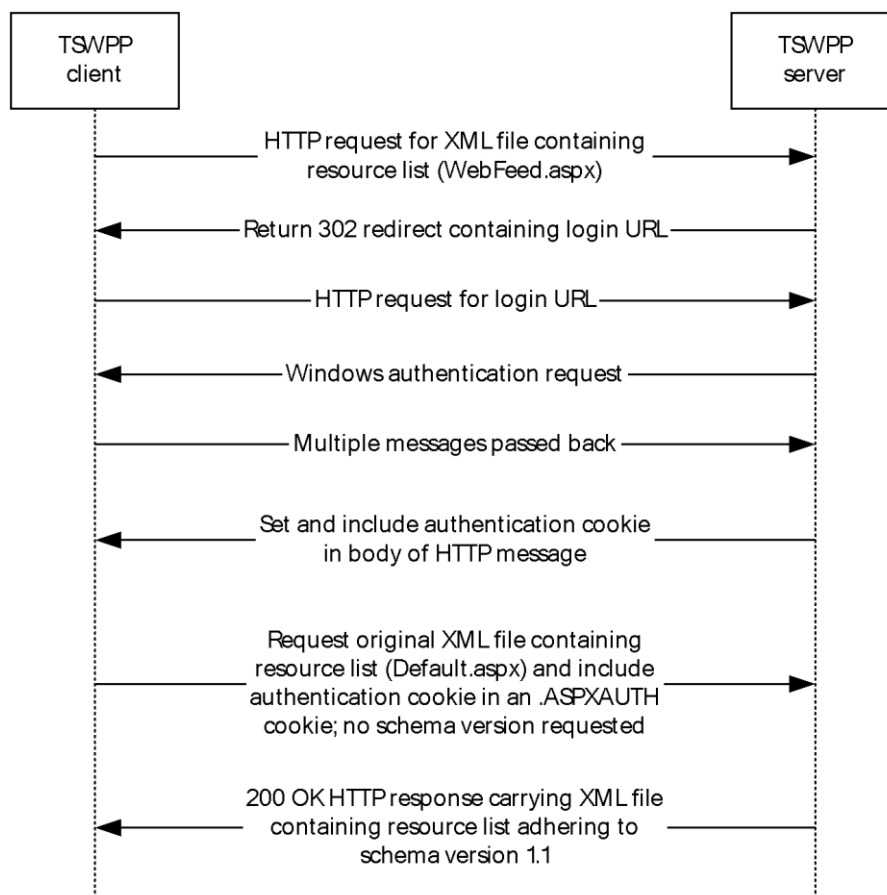 TSWPP
client
TSWPP
server
HTTP request for XML file containing
resource list (WebFeed.aspx)
Return 302 redirect containing login URL
HTTP request for login URL
Windows authentication request
Multiple messages passed back
Set and include authentication cookie
in body of HTTP message
Request original XML file containing
resource list (Default.aspx) and include
authentication cookie in an .ASPXAUTH
cookie; no schema version requested
200 OK HTTP response carrying XML file
containing resource list adhering to
schema version 1.1